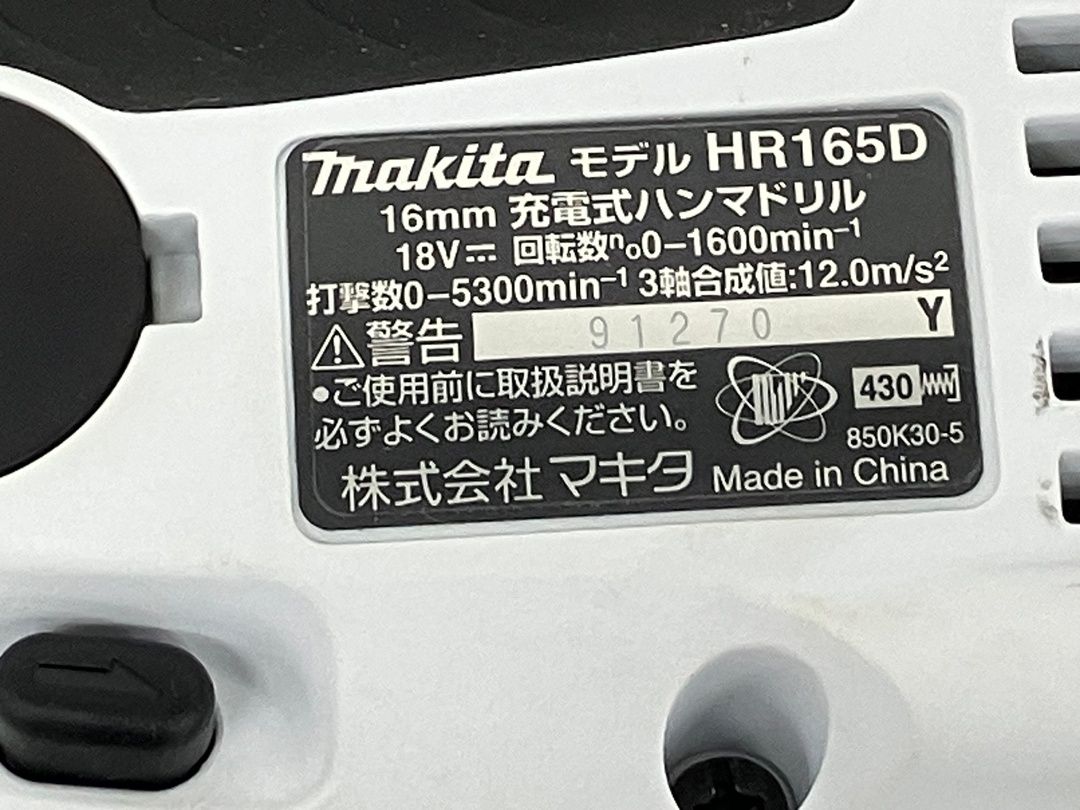 makita モデル HR165D
16mm 充電式ハンマドリル
18V⎓ 回転数n₀0−1600min⁻¹
打撃数0−5300min⁻¹ 3軸合成値:12.0m/s²
警告 91270 Y
•ご使用前に取扱説明書を
必ずよくお読みください。
430
850K30-5
株式会社マキタ Made in China